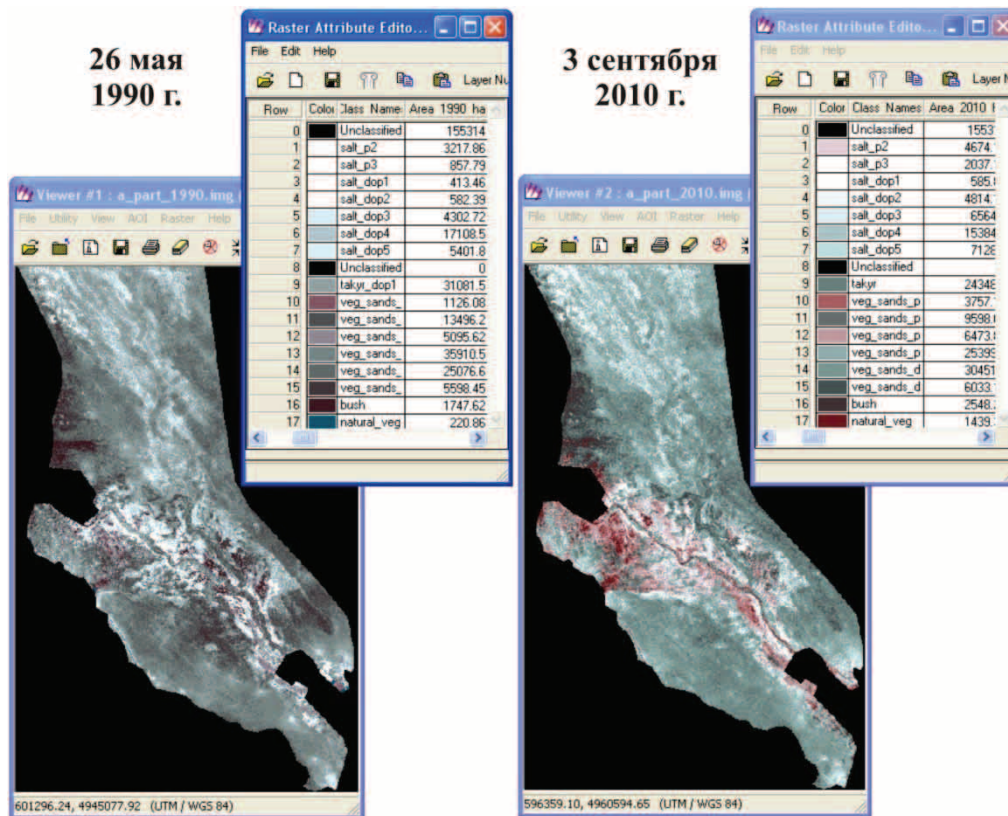 26 мая
1990 г.
Raster Attribute Edito...
File Edit Help
Layer Nu
Row Color Class Names Area 1990 ha
0 Unclassified 155314
1 salt_p2 3217.86
2 salt_p3 857.79
3 salt_dop1 413.46
4 salt_dop2 582.39
5 salt_dop3 4302.72
6 salt_dop4 17108.5
7 salt_dop5 5401.8
8 Unclassified 0
9 takyr_dop1 31081.5
10 veg_sands_ 1126.08
11 veg_sands_ 13496.2
12 veg_sands_ 5095.62
13 veg_sands_ 35910.5
14 veg_sands_ 25076.6
15 veg_sands_ 5598.45
16 bush 1747.62
17 natural_veg 220.86
Viewer #1 : a_part_1990.img (
File Utility View AOI Raster Help
601296.24, 4945077.92 (UTM / WGS 84)
3 сентября
2010 г.
Raster Attribute Edito...
File Edit Help
Layer N
Row Color Class Names Area 2010 h
0 Unclassified 1553
1 salt_p2 4674.
2 salt_p3 2037.
3 salt_dop1 585.
4 salt_dop2 4814.
5 salt_dop3 6564
6 salt_dop4 15384
7 salt_dop5 7126
8 Unclassified
9 takyr 24348
10 veg_sands_p 3757.
11 veg_sands_p 9598.
12 veg_sands_p 6473.
13 veg_sands_p 25399
14 veg_sands_d 30451
15 veg_sands_d 6033.
16 bush 2548.
17 natural_veg 1439.
Viewer #2 : a_part_2010.img (
File Utility View AOI Raster Help
596359.10, 4960594.65 (UTM / WGS 84)